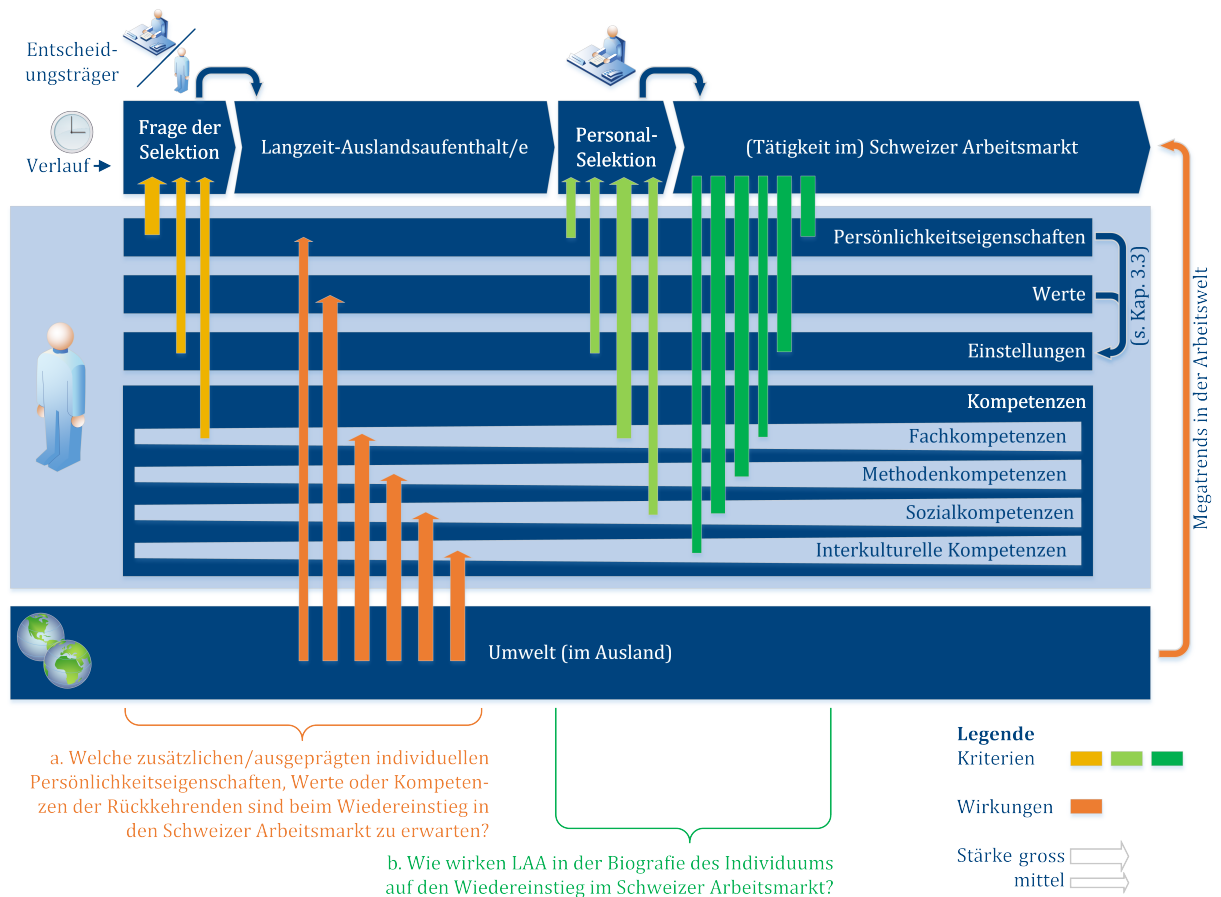 Entscheid-
ungsträger
Verlauf
Frage der
Selektion
Langzeit-Auslandsaufenthalt/e
Personal-
Selektion
(Tätigkeit im) Schweizer Arbeitsmarkt
Persönlichkeitseigenschaften
Werte
Einstellungen
(s. Kap. 3.3)
Kompetenzen
Fachkompetenzen
Methodenkompetenzen
Sozialkompetenzen
Interkulturelle Kompetenzen
Megatrends in der Arbeitswelt
Umwelt (im Ausland)
a. Welche zusätzlichen/ausgeprägten individuellen
Persönlichkeitseigenschaften, Werte oder Kompeten-
zen der Rückkehrenden sind beim Wiedereinstieg in
den Schweizer Arbeitsmarkt zu erwarten?
b. Wie wirken LAA in der Biografie des Individuums
auf den Wiedereinstieg im Schweizer Arbeitsmarkt?
Legende
Kriterien
Wirkungen
Stärke gross
mittel